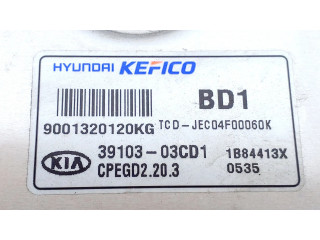 HYUNDAI KEFICO
BD1
9001320120KG TCD-JEC04F00060K
KIA 39103-03CD1 1B84413X
CPEGD2.20.3 0535